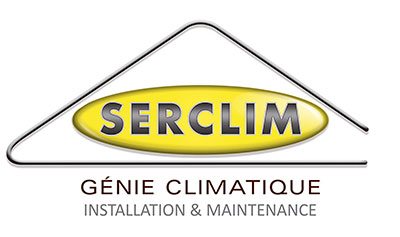 SERCLIM
GÉNIE CLIMATIQUE
INSTALLATION & MAINTENANCE